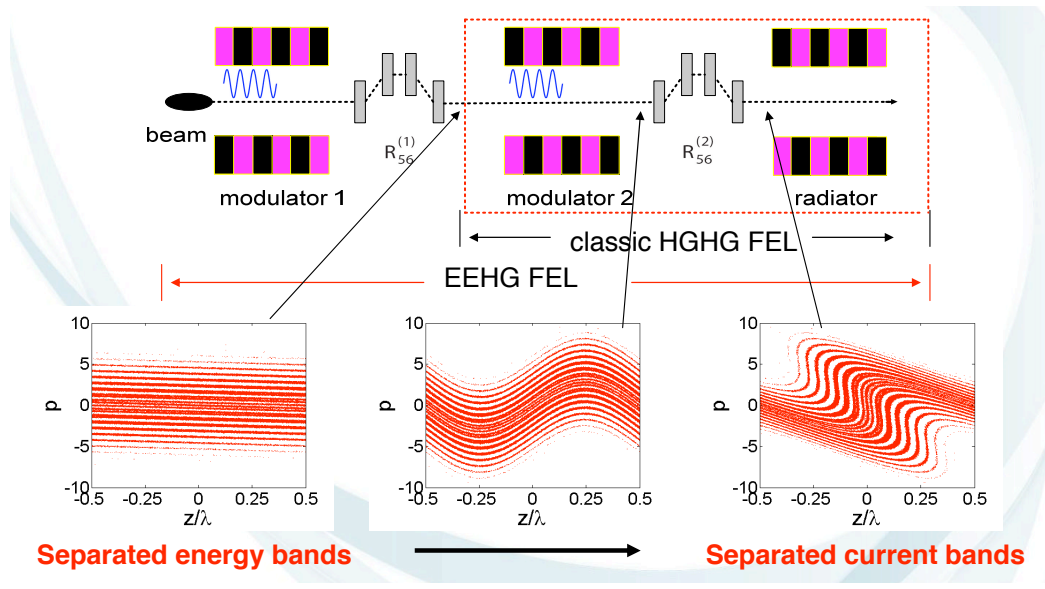 beam
R56(1)
R56(2)
modulator 1
modulator 2
radiator
classic HGHG FEL
EEHG FEL
10
5
0
-5
-10
p
-0.5 -0.25 0 0.25 0.5
z/λ
10
5
0
-5
-10
p
-0.5 -0.25 0 0.25 0.5
z/λ
10
5
0
-5
-10
p
-0.5 -0.25 0 0.25 0.5
z/λ
Separated energy bands
Separated current bands